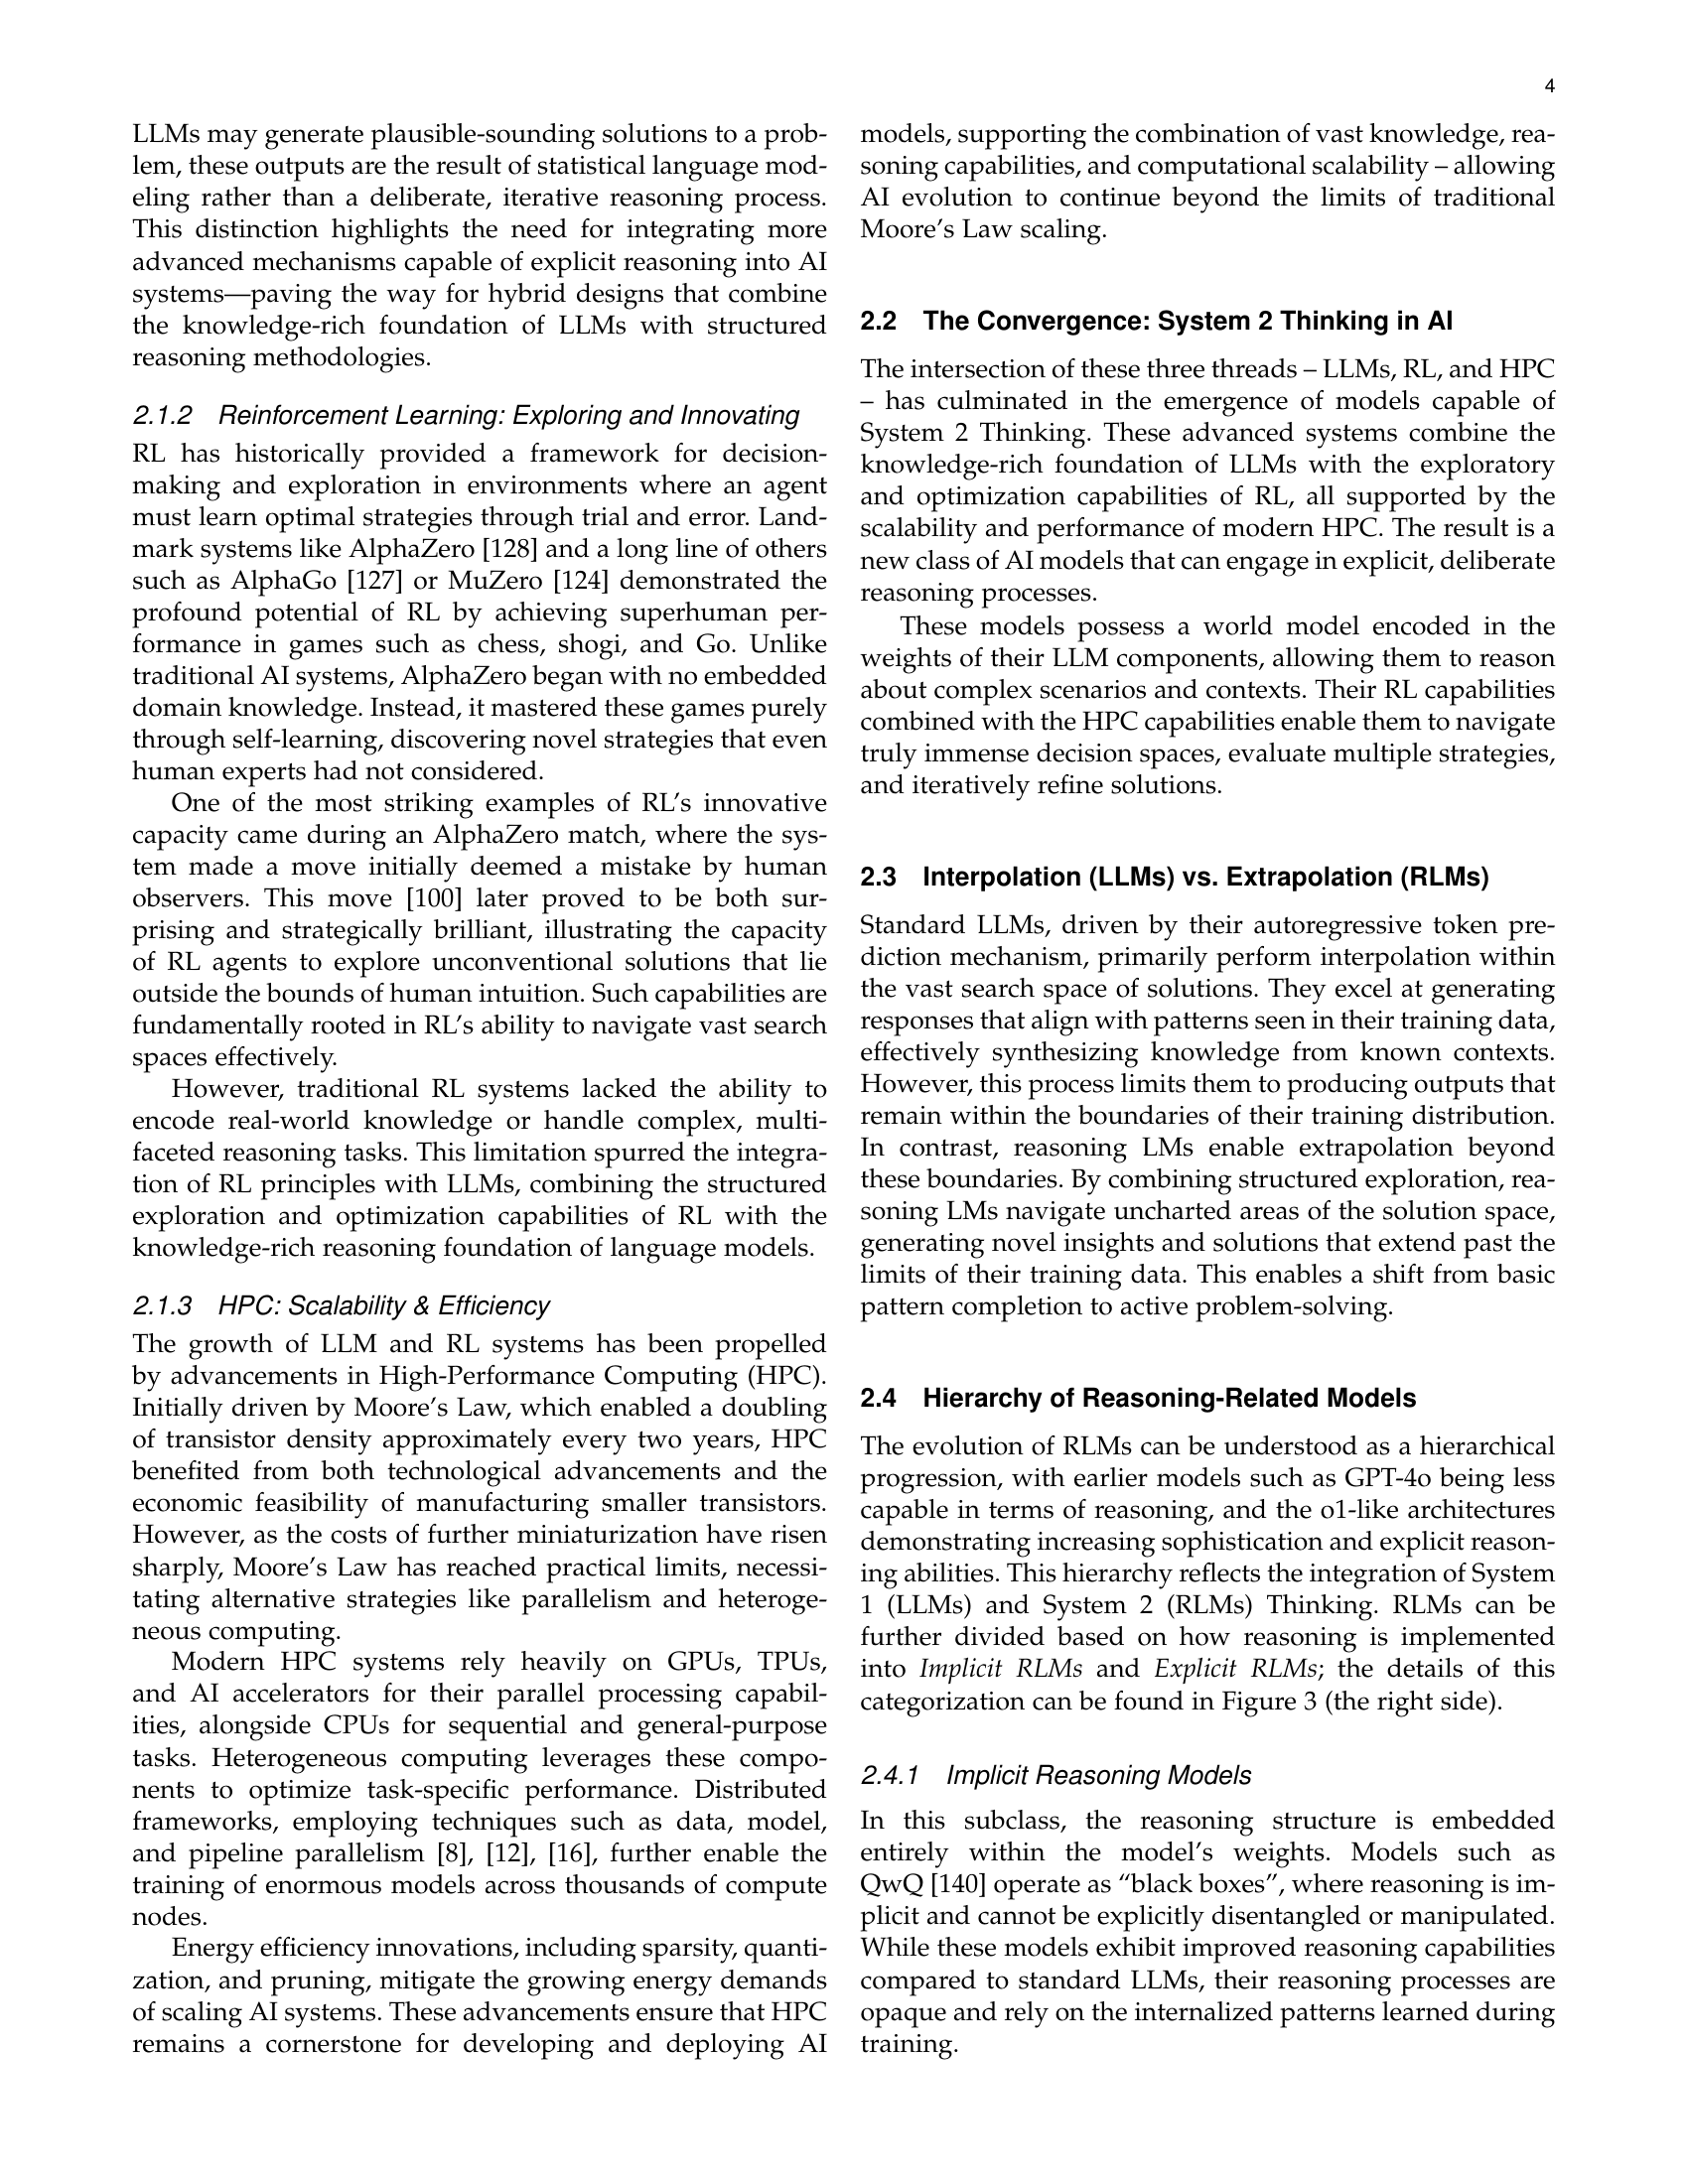 4
LLMs may generate plausible-sounding solutions to a prob-
lem, these outputs are the result of statistical language mod-
eling rather than a deliberate, iterative reasoning process.
This distinction highlights the need for integrating more
advanced mechanisms capable of explicit reasoning into AI
systems—paving the way for hybrid designs that combine
the knowledge-rich foundation of LLMs with structured
reasoning methodologies.
2.1.2 Reinforcement Learning: Exploring and Innovating
RL has historically provided a framework for decision-
making and exploration in environments where an agent
must learn optimal strategies through trial and error. Land-
mark systems like AlphaZero [128] and a long line of others
such as AlphaGo [127] or MuZero [124] demonstrated the
profound potential of RL by achieving superhuman per-
formance in games such as chess, shogi, and Go. Unlike
traditional AI systems, AlphaZero began with no embedded
domain knowledge. Instead, it mastered these games purely
through self-learning, discovering novel strategies that even
human experts had not considered.
One of the most striking examples of RL’s innovative
capacity came during an AlphaZero match, where the sys-
tem made a move initially deemed a mistake by human
observers. This move [100] later proved to be both sur-
prising and strategically brilliant, illustrating the capacity
of RL agents to explore unconventional solutions that lie
outside the bounds of human intuition. Such capabilities are
fundamentally rooted in RL’s ability to navigate vast search
spaces effectively.
However, traditional RL systems lacked the ability to
encode real-world knowledge or handle complex, multi-
faceted reasoning tasks. This limitation spurred the integra-
tion of RL principles with LLMs, combining the structured
exploration and optimization capabilities of RL with the
knowledge-rich reasoning foundation of language models.
2.1.3 HPC: Scalability & Efficiency
The growth of LLM and RL systems has been propelled
by advancements in High-Performance Computing (HPC).
Initially driven by Moore’s Law, which enabled a doubling
of transistor density approximately every two years, HPC
benefited from both technological advancements and the
economic feasibility of manufacturing smaller transistors.
However, as the costs of further miniaturization have risen
sharply, Moore’s Law has reached practical limits, necessi-
tating alternative strategies like parallelism and heteroge-
neous computing.
Modern HPC systems rely heavily on GPUs, TPUs,
and AI accelerators for their parallel processing capabil-
ities, alongside CPUs for sequential and general-purpose
tasks. Heterogeneous computing leverages these compo-
nents to optimize task-specific performance. Distributed
frameworks, employing techniques such as data, model,
and pipeline parallelism [8], [12], [16], further enable the
training of enormous models across thousands of compute
nodes.
Energy efficiency innovations, including sparsity, quanti-
zation, and pruning, mitigate the growing energy demands
of scaling AI systems. These advancements ensure that HPC
remains a cornerstone for developing and deploying AI
models, supporting the combination of vast knowledge, rea-
soning capabilities, and computational scalability – allowing
AI evolution to continue beyond the limits of traditional
Moore’s Law scaling.
2.2 The Convergence: System 2 Thinking in AI
The intersection of these three threads – LLMs, RL, and HPC
– has culminated in the emergence of models capable of
System 2 Thinking. These advanced systems combine the
knowledge-rich foundation of LLMs with the exploratory
and optimization capabilities of RL, all supported by the
scalability and performance of modern HPC. The result is a
new class of AI models that can engage in explicit, deliberate
reasoning processes.
These models possess a world model encoded in the
weights of their LLM components, allowing them to reason
about complex scenarios and contexts. Their RL capabilities
combined with the HPC capabilities enable them to navigate
truly immense decision spaces, evaluate multiple strategies,
and iteratively refine solutions.
2.3 Interpolation (LLMs) vs. Extrapolation (RLMs)
Standard LLMs, driven by their autoregressive token pre-
diction mechanism, primarily perform interpolation within
the vast search space of solutions. They excel at generating
responses that align with patterns seen in their training data,
effectively synthesizing knowledge from known contexts.
However, this process limits them to producing outputs that
remain within the boundaries of their training distribution.
In contrast, reasoning LMs enable extrapolation beyond
these boundaries. By combining structured exploration, rea-
soning LMs navigate uncharted areas of the solution space,
generating novel insights and solutions that extend past the
limits of their training data. This enables a shift from basic
pattern completion to active problem-solving.
2.4 Hierarchy of Reasoning-Related Models
The evolution of RLMs can be understood as a hierarchical
progression, with earlier models such as GPT-4o being less
capable in terms of reasoning, and the o1-like architectures
demonstrating increasing sophistication and explicit reason-
ing abilities. This hierarchy reflects the integration of System
1 (LLMs) and System 2 (RLMs) Thinking. RLMs can be
further divided based on how reasoning is implemented
into Implicit RLMs and Explicit RLMs; the details of this
categorization can be found in Figure 3 (the right side).
2.4.1 Implicit Reasoning Models
In this subclass, the reasoning structure is embedded
entirely within the model’s weights. Models such as
QwQ [140] operate as “black boxes”, where reasoning is im-
plicit and cannot be explicitly disentangled or manipulated.
While these models exhibit improved reasoning capabilities
compared to standard LLMs, their reasoning processes are
opaque and rely on the internalized patterns learned during
training.